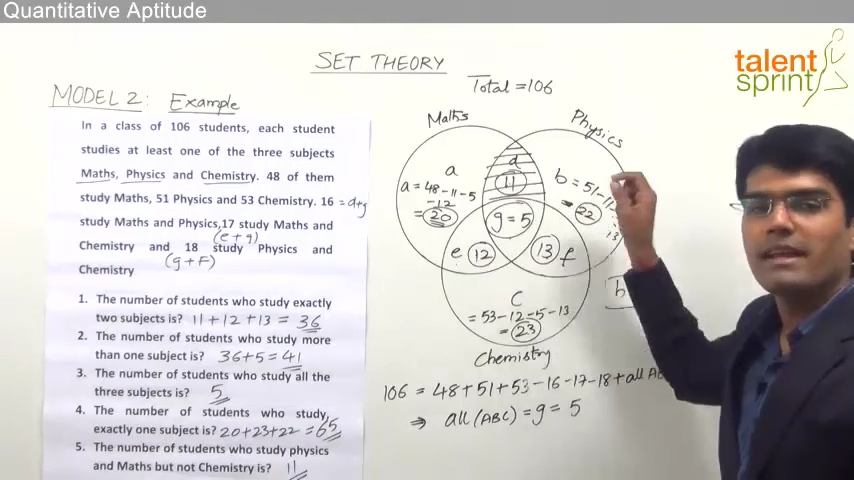 Quantitative Aptitude
SET THEORY
talent
sprint
MODEL 2: Example
Total = 106
In a class of 106 students, each student
studies at least one of the three subjects
Maths, Physics and Chemistry. 48 of them
study Maths, 51 Physics and 53 Chemistry. 16 = d+g
study Maths and Physics,17 study Maths and
(e+g)
Chemistry and 18 study Physics and
(g+F)
Chemistry
1. The number of students who study exactly
two subjects is? 11+12+13 = 36
2. The number of students who study more
than one subject is? 36+5=41
3. The number of students who study all the
three subjects is? 5
4. The number of students who study,
exactly one subject is? 20+23+22 = 65
5. The number of students who study physics
and Maths but not Chemistry is? 11
Maths
Physics
a
a = 48-11-5
-12
= 20
d
11
b = 51-11
= 22
13
g = 5
e 12
13 f
C
= 53-12-5-13
= 23
Chemistry
b
106 = 48+51+53-16-17-18+all AB
⇒ all (ABC) = g = 5